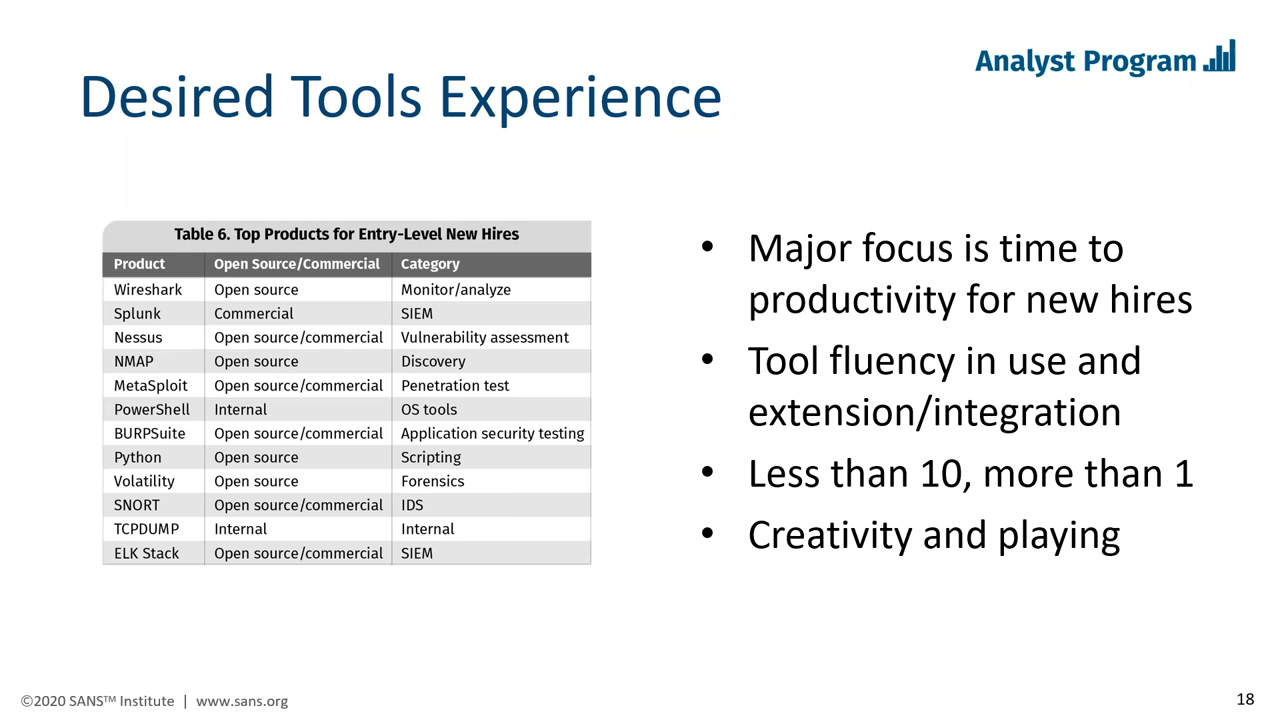 Analyst Program
Desired Tools Experience
Table 6. Top Products for Entry-Level New Hires
Product Open Source/Commercial Category
Wireshark Open source Monitor/analyze
Splunk Commercial SIEM
Nessus Open source/commercial Vulnerability assessment
NMAP Open source Discovery
MetaSploit Open source/commercial Penetration test
PowerShell Internal OS tools
BURPSuite Open source/commercial Application security testing
Python Open source Scripting
Volatility Open source Forensics
SNORT Open source/commercial IDS
TCPDUMP Internal Internal
ELK Stack Open source/commercial SIEM
• Major focus is time to
productivity for new hires
• Tool fluency in use and
extension/integration
• Less than 10, more than 1
• Creativity and playing
©2020 SANS™ Institute | www.sans.org
18